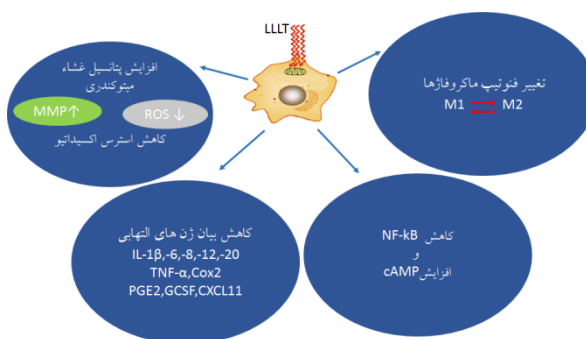 LLLT
افزایش پتانسیل غشاء
میتوکندری
MMP↑
ROS ↓
کاهش استرس اکسیداتیو
تغییر فنوتیپ ماکروفاژها
M1 ⇄ M2
کاهش بیان ژن های التهابی
IL-1β,-6,-8,-12,-20
TNF-α,Cox2
PGE2,GCSF,CXCL11
کاهش NF-kB
و
افزایش cAMP